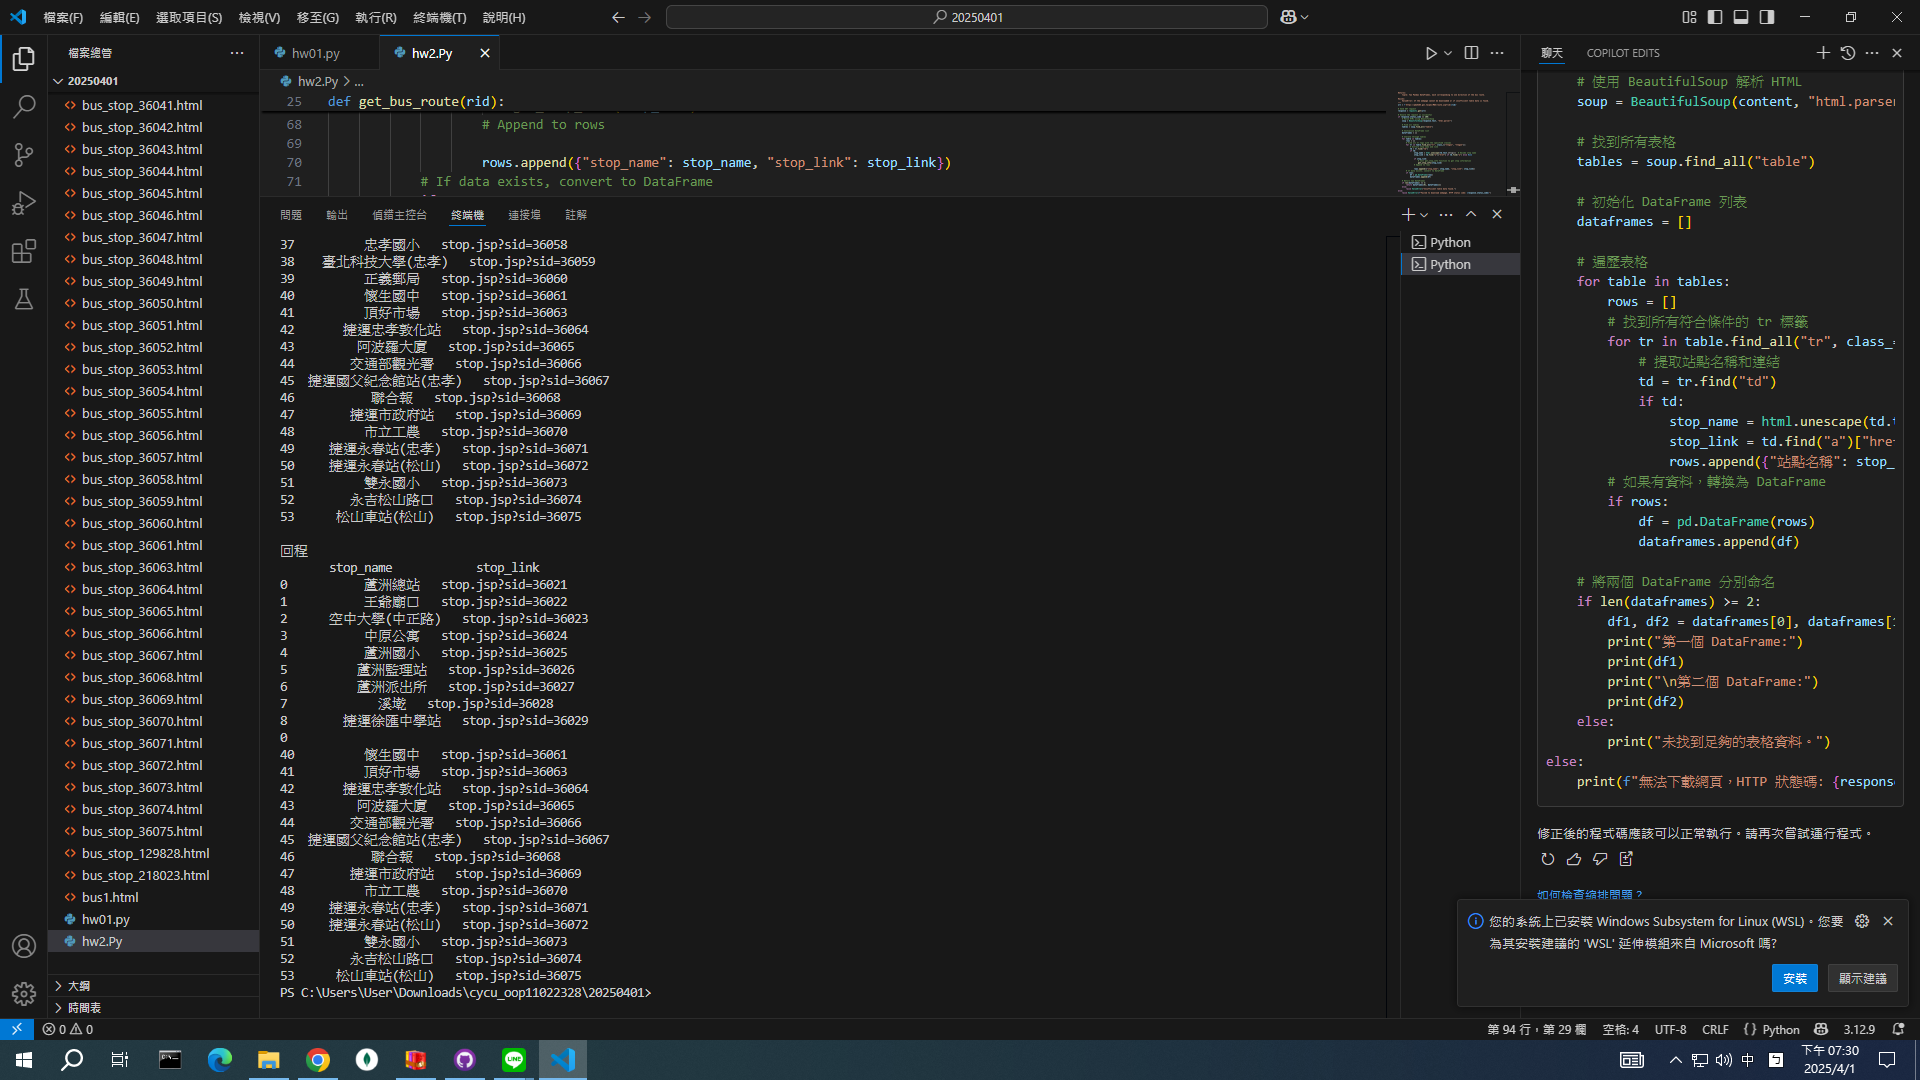 檔案(F) 編輯(E) 選取項目(S) 檢視(V) 移至(G) 執行(R) 終端機(T) 說明(H)
20250401
檔案總管
20250401
bus_stop_36041.html
bus_stop_36042.html
bus_stop_36043.html
bus_stop_36044.html
bus_stop_36045.html
bus_stop_36046.html
bus_stop_36047.html
bus_stop_36048.html
bus_stop_36049.html
bus_stop_36050.html
bus_stop_36051.html
bus_stop_36052.html
bus_stop_36053.html
bus_stop_36054.html
bus_stop_36055.html
bus_stop_36056.html
bus_stop_36057.html
bus_stop_36058.html
bus_stop_36059.html
bus_stop_36060.html
bus_stop_36061.html
bus_stop_36063.html
bus_stop_36064.html
bus_stop_36065.html
bus_stop_36066.html
bus_stop_36067.html
bus_stop_36068.html
bus_stop_36069.html
bus_stop_36070.html
bus_stop_36071.html
bus_stop_36072.html
bus_stop_36073.html
bus_stop_36074.html
bus_stop_36075.html
bus_stop_129828.html
bus_stop_218023.html
bus1.html
hw01.py
hw2.Py
大綱
時間表
hw01.py
hw2.Py
hw2.Py > ...
25 def get_bus_route(rid):
68 # Append to rows
69
70 rows.append({"stop_name": stop_name, "stop_link": stop_link})
71 # If data exists, convert to DataFrame
問題 輸出 偵錯主控台 終端機 連接埠 註解
37 忠孝國小 stop.jsp?sid=36058
38 臺北科技大學(忠孝) stop.jsp?sid=36059
39 正義郵局 stop.jsp?sid=36060
40 懷生國中 stop.jsp?sid=36061
41 頂好市場 stop.jsp?sid=36063
42 捷運忠孝敦化站 stop.jsp?sid=36064
43 阿波羅大廈 stop.jsp?sid=36065
44 交通部觀光署 stop.jsp?sid=36066
45 捷運國父紀念館站(忠孝) stop.jsp?sid=36067
46 聯合報 stop.jsp?sid=36068
47 捷運市政府站 stop.jsp?sid=36069
48 市立工農 stop.jsp?sid=36070
49 捷運永春站(忠孝) stop.jsp?sid=36071
50 捷運永春站(松山) stop.jsp?sid=36072
51 雙永國小 stop.jsp?sid=36073
52 永吉松山路口 stop.jsp?sid=36074
53 松山車站(松山) stop.jsp?sid=36075
回程
stop_name stop_link
0 蘆洲總站 stop.jsp?sid=36021
1 王爺廟口 stop.jsp?sid=36022
2 空中大學(中正路) stop.jsp?sid=36023
3 中原公寓 stop.jsp?sid=36024
4 蘆洲國小 stop.jsp?sid=36025
5 蘆洲監理站 stop.jsp?sid=36026
6 蘆洲派出所 stop.jsp?sid=36027
7 溪墘 stop.jsp?sid=36028
8 捷運徐匯中學站 stop.jsp?sid=36029
0
40 懷生國中 stop.jsp?sid=36061
41 頂好市場 stop.jsp?sid=36063
42 捷運忠孝敦化站 stop.jsp?sid=36064
43 阿波羅大廈 stop.jsp?sid=36065
44 交通部觀光署 stop.jsp?sid=36066
45 捷運國父紀念館站(忠孝) stop.jsp?sid=36067
46 聯合報 stop.jsp?sid=36068
47 捷運市政府站 stop.jsp?sid=36069
48 市立工農 stop.jsp?sid=36070
49 捷運永春站(忠孝) stop.jsp?sid=36071
50 捷運永春站(松山) stop.jsp?sid=36072
51 雙永國小 stop.jsp?sid=36073
52 永吉松山路口 stop.jsp?sid=36074
53 松山車站(松山) stop.jsp?sid=36075
PS C:\Users\User\Downloads\cycu_oop11022328\20250401>
Python
Python
聊天 COPILOT EDITS
# 使用 BeautifulSoup 解析 HTML
soup = BeautifulSoup(content, "html.parser
# 找到所有表格
tables = soup.find_all("table")
# 初始化 DataFrame 列表
dataframes = []
# 遍歷表格
for table in tables:
rows = []
# 找到所有符合條件的 tr 標籤
for tr in table.find_all("tr", class_=
# 提取站點名稱和連結
td = tr.find("td")
if td:
stop_name = html.unescape(td.t
stop_link = td.find("a")["hre
rows.append({"站點名稱": stop_
# 如果有資料，轉換為 DataFrame
if rows:
df = pd.DataFrame(rows)
dataframes.append(df)
# 將兩個 DataFrame 分別命名
if len(dataframes) >= 2:
df1, df2 = dataframes[0], dataframes[1
print("第一個 DataFrame:")
print(df1)
print("\n第二個 DataFrame:")
print(df2)
else:
print("未找到足夠的表格資料。")
else:
print(f"無法下載網頁，HTTP 狀態碼: {respons
修正後的程式碼應該可以正常執行。請再次嘗試運行程式。
如何檢查縮排問題？
您的系統上已安裝 Windows Subsystem for Linux (WSL)。您要
為其安裝建議的 'WSL' 延伸模組來自 Microsoft 嗎?
安裝 顯示建議
0 0
第 94 行，第 29 欄 空格: 4 UTF-8 CRLF {} Python 3.12.9
中
下午 07:30
2025/4/1